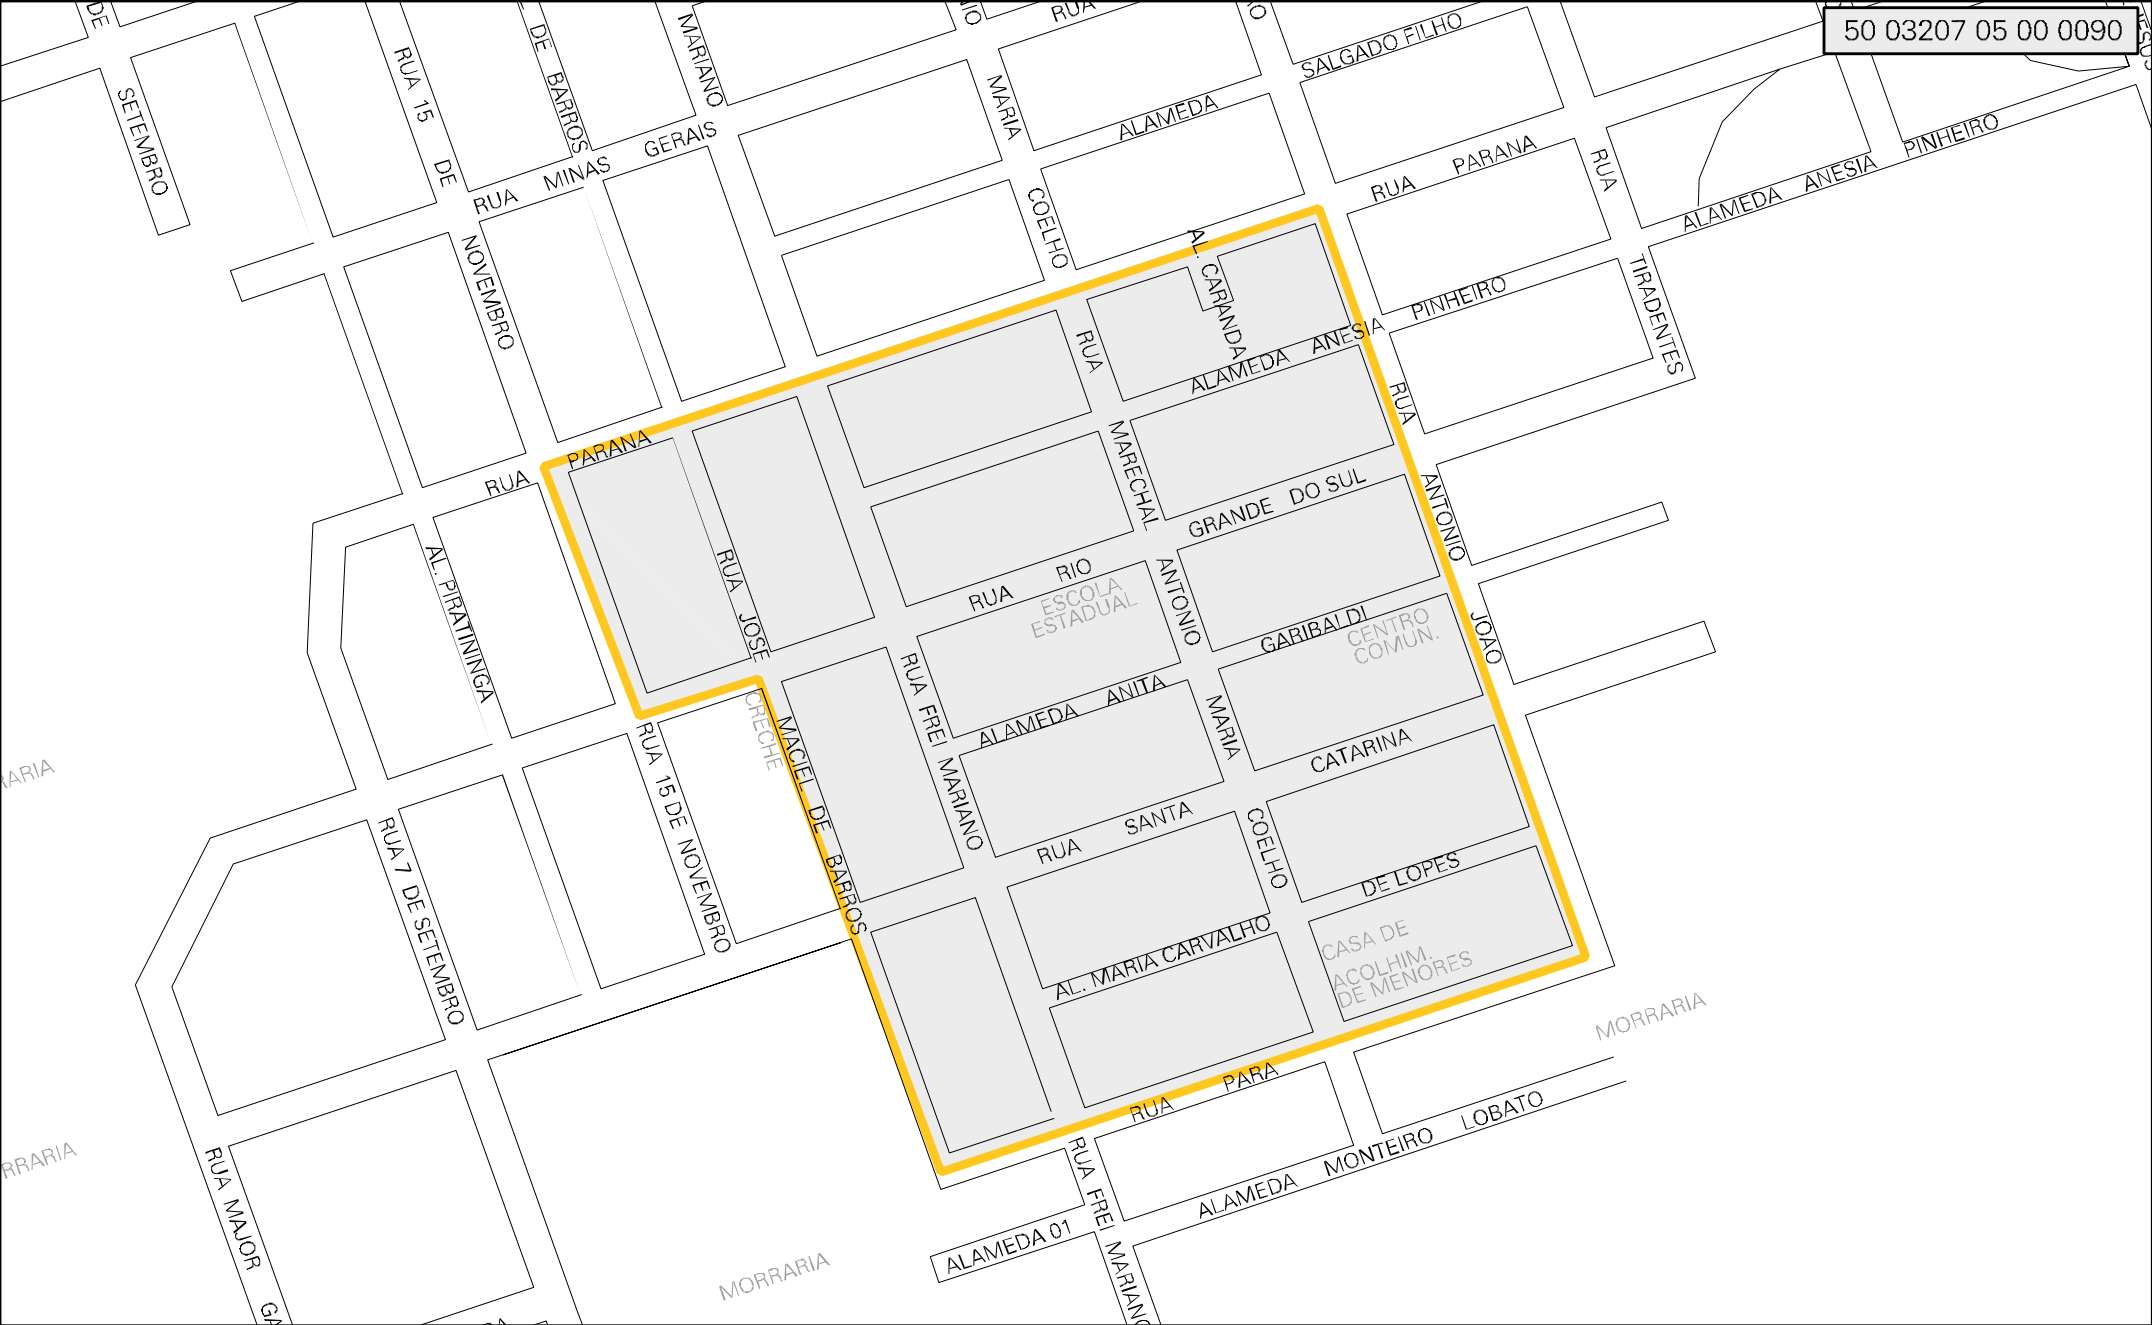 50 03207 05 00 0090
DE
SETEMBRO
RUA 15 DE NOVEMBRO
DE BARROS
MARIANO
RUA MINAS GERAIS
RUA
MARIA
COELHO
ALAMEDA
SALGADO FILHO
RUA PARANA
RUA TIRADENTES
ALAMEDA ANESIA PINHEIRO
AL. CARANDA
ALAMEDA ANESIA PINHEIRO
RUA PARANA
AL. PIRATININGA
RUA JOSE MACIEL DE BARROS
RUA MARECHAL ANTONIO MARIA COELHO
RUA ANTONIO JOAO
RUA RIO GRANDE DO SUL
ESCOLA
ESTADUAL
ALAMEDA ANITA GARIBALDI
CENTRO
COMUN.
CRECHE
RUA FREI MARIANO
RUA 15 DE NOVEMBRO
RUA SANTA CATARINA
RUA 7 DE SETEMBRO
AL. MARIA CARVALHO DE LOPES
CASA DE
ACOLHIM.
DE MENORES
MORRARIA
RUA PARA
ALAMEDA MONTEIRO LOBATO
RUA FREI MARIANO
ALAMEDA 01
RUA MAJOR GA
MORRARIA
RARIA
RRARIA